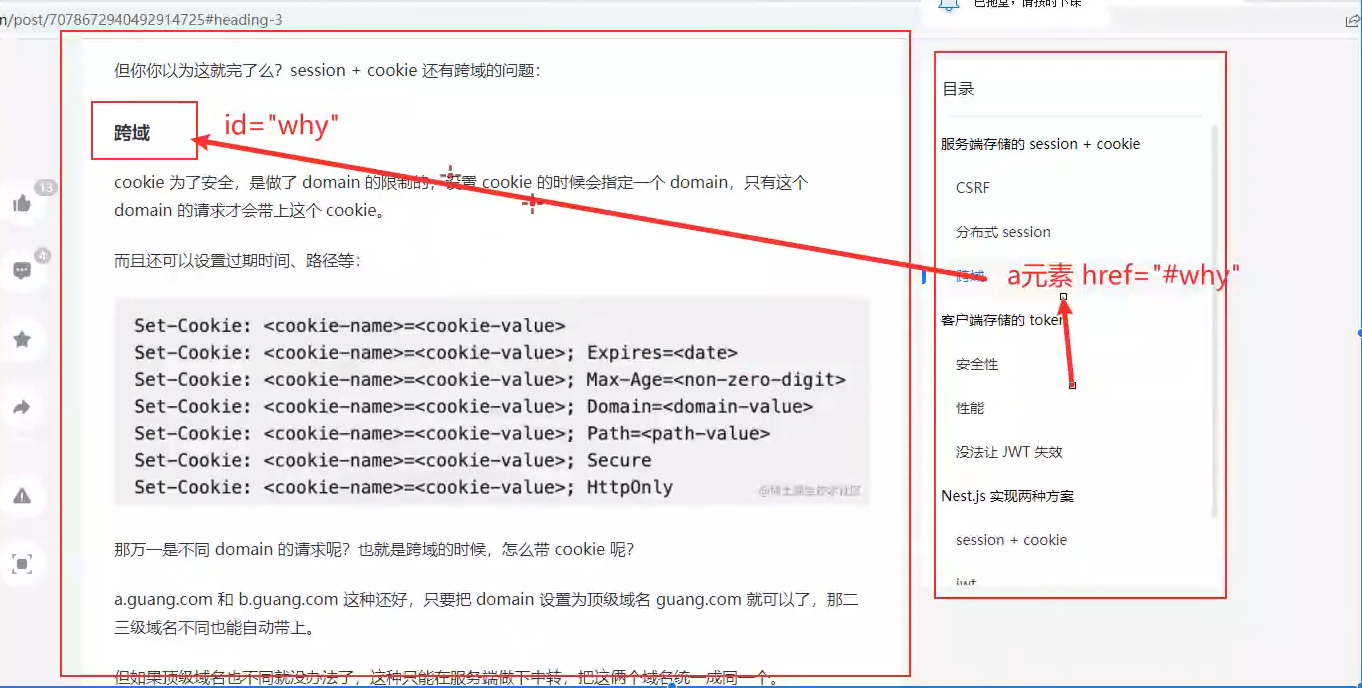 n/post/7078672940492914725#heading-3
已拖堂，请按时下课
但你你以为这就完了么？session + cookie 还有跨域的问题：
跨域
id="why"
cookie 为了安全，是做了 domain 的限制的，设置 cookie 的时候会指定一个 domain，只有这个
domain 的请求才会带上这个 cookie。
而且还可以设置过期时间、路径等：
Set-Cookie: <cookie-name>=<cookie-value>
Set-Cookie: <cookie-name>=<cookie-value>; Expires=<date>
Set-Cookie: <cookie-name>=<cookie-value>; Max-Age=<non-zero-digit>
Set-Cookie: <cookie-name>=<cookie-value>; Domain=<domain-value>
Set-Cookie: <cookie-name>=<cookie-value>; Path=<path-value>
Set-Cookie: <cookie-name>=<cookie-value>; Secure
Set-Cookie: <cookie-name>=<cookie-value>; HttpOnly
@稀土掘金技术社区
那万一是不同 domain 的请求呢？也就是跨域的时候，怎么带 cookie 呢？
a.guang.com 和 b.guang.com 这种还好，只要把 domain 设置为顶级域名 guang.com 就可以了，那二
三级域名不同也能自动带上。
但如果顶级域名也不同就没办法了，这种只能在服务端做下中转，把这俩个域名统一成同一个。
13
4
目录
服务端存储的 session + cookie
CSRF
分布式 session
跨域
a元素 href="#why"
客户端存储的 token
安全性
性能
没法让 JWT 失效
Nest.js 实现两种方案
session + cookie
jwt